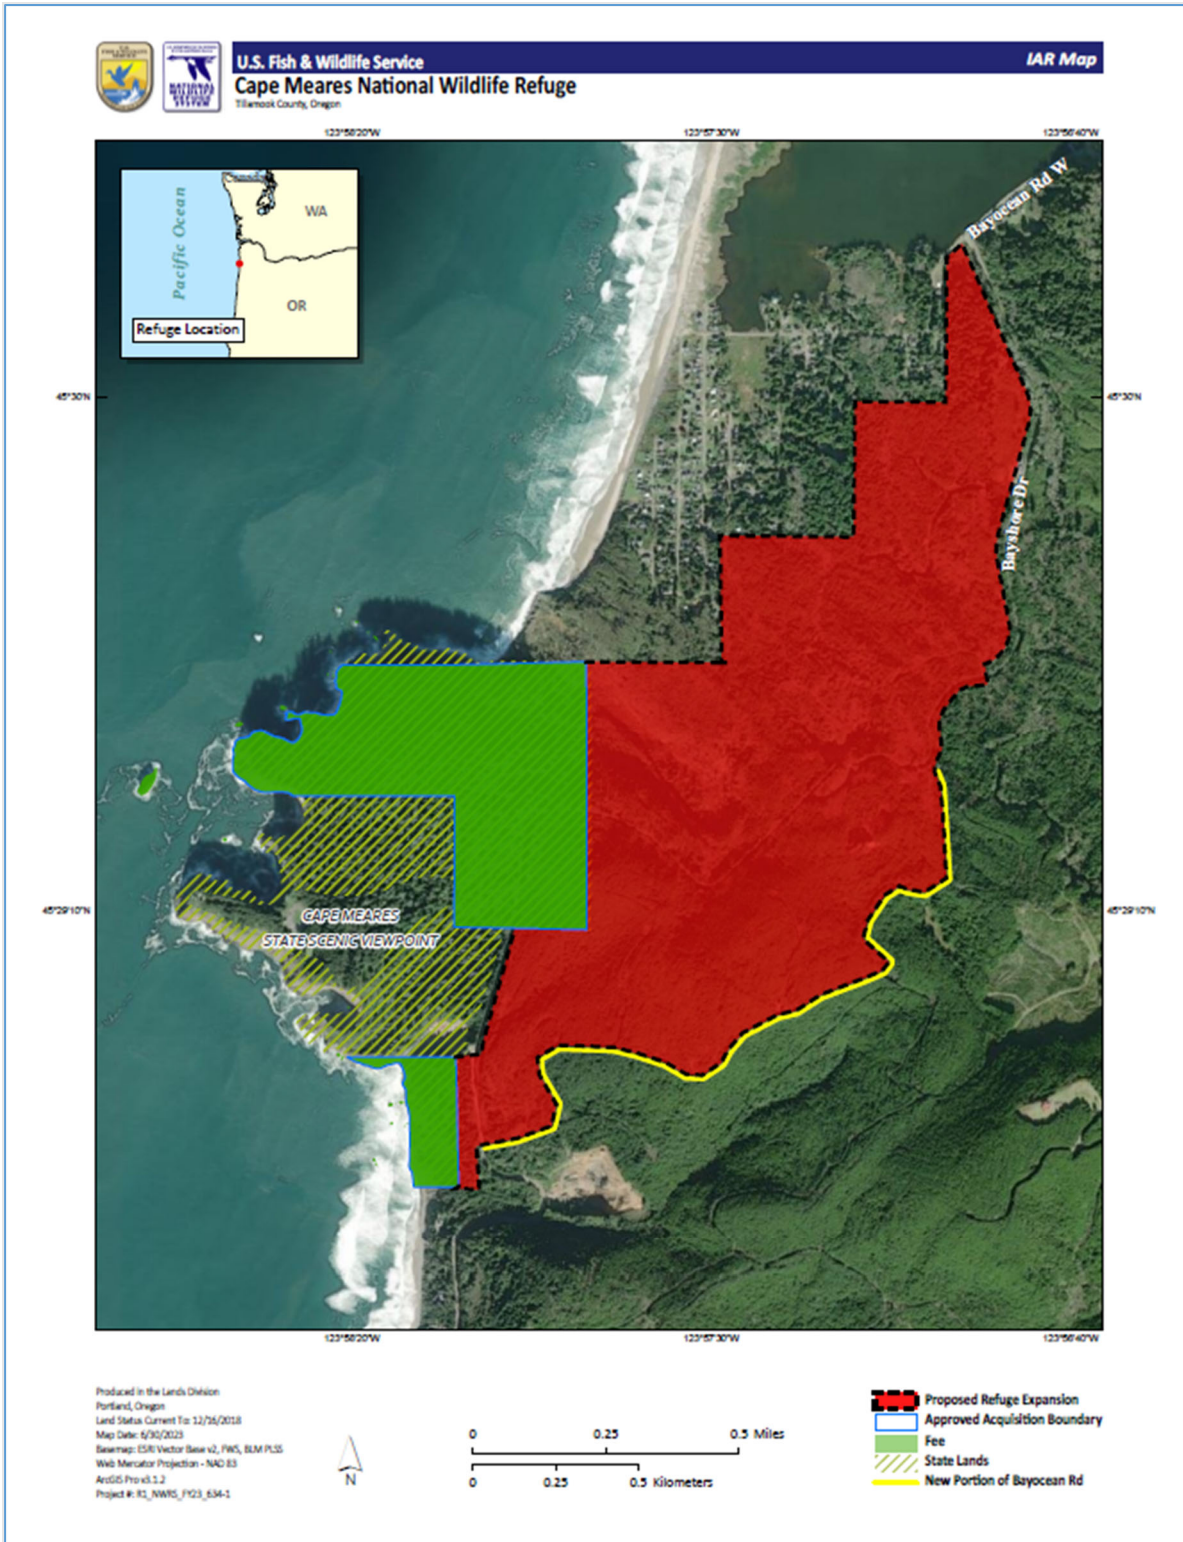 U.S. Fish & Wildlife Service
IAR Map
Cape Meares National Wildlife Refuge
Tillamook County, Oregon
123°58'20"W
123°57'30"W
123°56'40"W
Bayocean Rd W
Pacific Ocean
WA
OR
Refuge Location
45°30'N
45°30'N
Bayshore Dr
45°29'10"N
45°29'10"N
CAPE MEARES
STATE SCENIC VIEWPOINT
123°58'20"W
123°57'30"W
123°56'40"W
Produced in the Lands Division
Portland, Oregon
Land Status Current To: 12/16/2018
Map Date: 6/30/2023
Basemap: ESRI Vector Base v2, FWS, BLM PLSS
Web Mercator Projection - NAD 83
ArcGIS Pro v3.1.2
Project #: R1_NWRS_FY23_634-1
N
0 0.25 0.5 Miles
0 0.25 0.5 Kilometers
Proposed Refuge Expansion
Approved Acquisition Boundary
Fee
State Lands
New Portion of Bayocean Rd